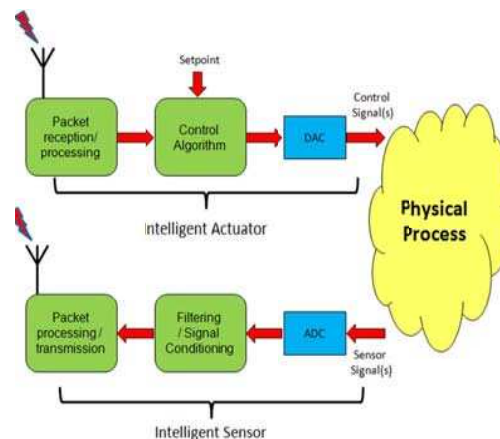 Setpoint
Control
Signal(s)
Packet
reception/
processing
Control
Algorithm
DAC
Intelligent Actuator
Physical
Process
Packet
processing /
transmission
Filtering
/ Signal
Conditioning
ADC
Sensor
Signal(s)
Intelligent Sensor